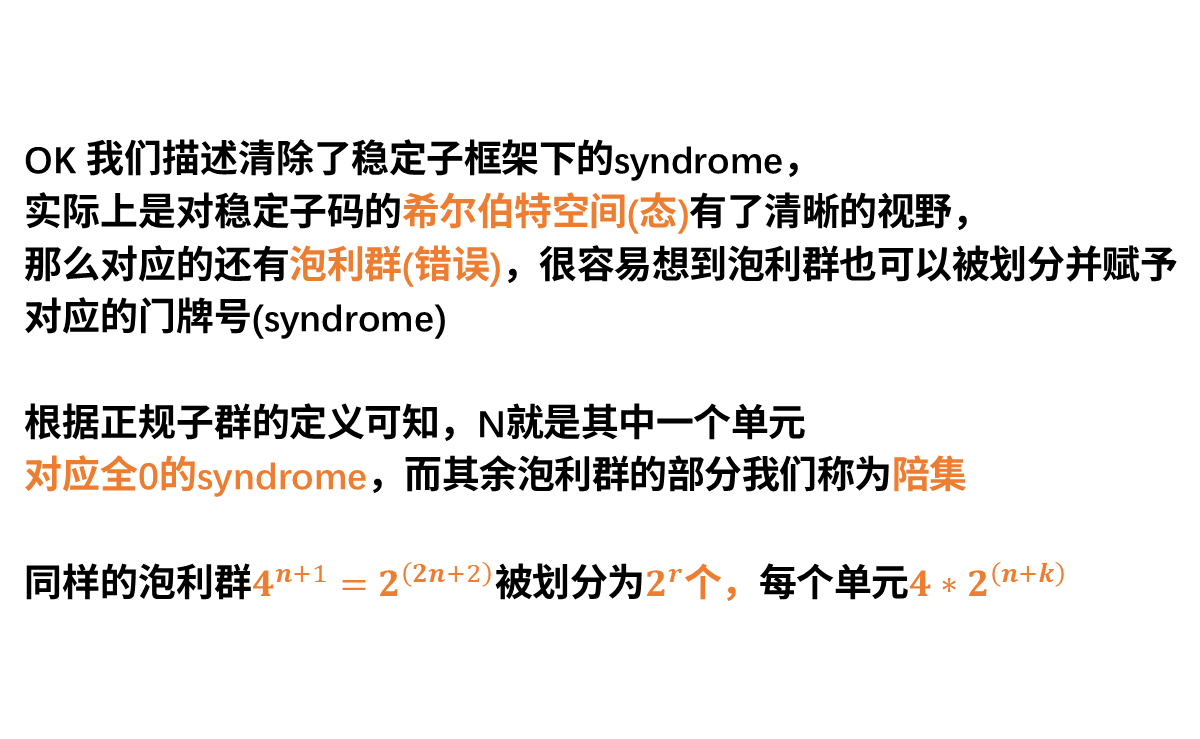 OK 我们描述清除了稳定子框架下的syndrome，
实际上是对稳定子码的希尔伯特空间(态)有了清晰的视野，
那么对应的还有泡利群(错误)，很容易想到泡利群也可以被划分并赋予
对应的门牌号(syndrome)
根据正规子群的定义可知，N就是其中一个单元
对应全0的syndrome，而其余泡利群的部分我们称为陪集
同样的泡利群4^{n+1} = 2^{(2n+2)}被划分为2^r个，每个单元4 * 2^{(n+k)}